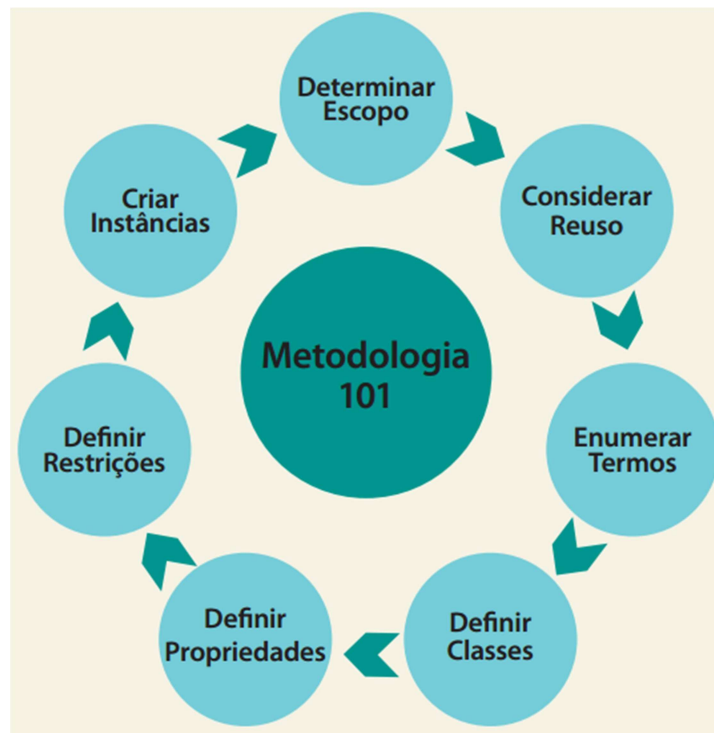 Determinar
Escopo
Considerar
Reuso
Enumerar
Termos
Definir
Classes
Definir
Propriedades
Definir
Restrições
Criar
Instâncias
Metodologia
101